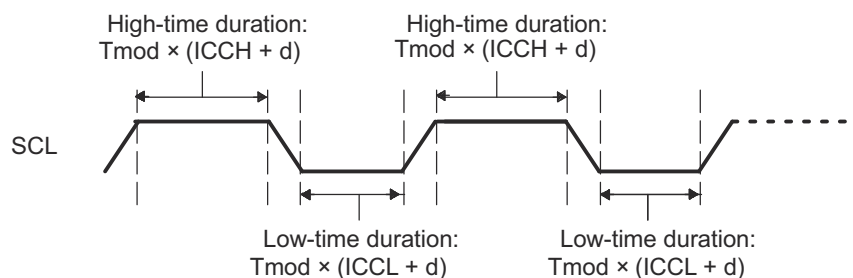 High-time duration:
Tmod × (ICCH + d)
High-time duration:
Tmod × (ICCH + d)
SCL
Low-time duration:
Tmod × (ICCL + d)
Low-time duration:
Tmod × (ICCL + d)